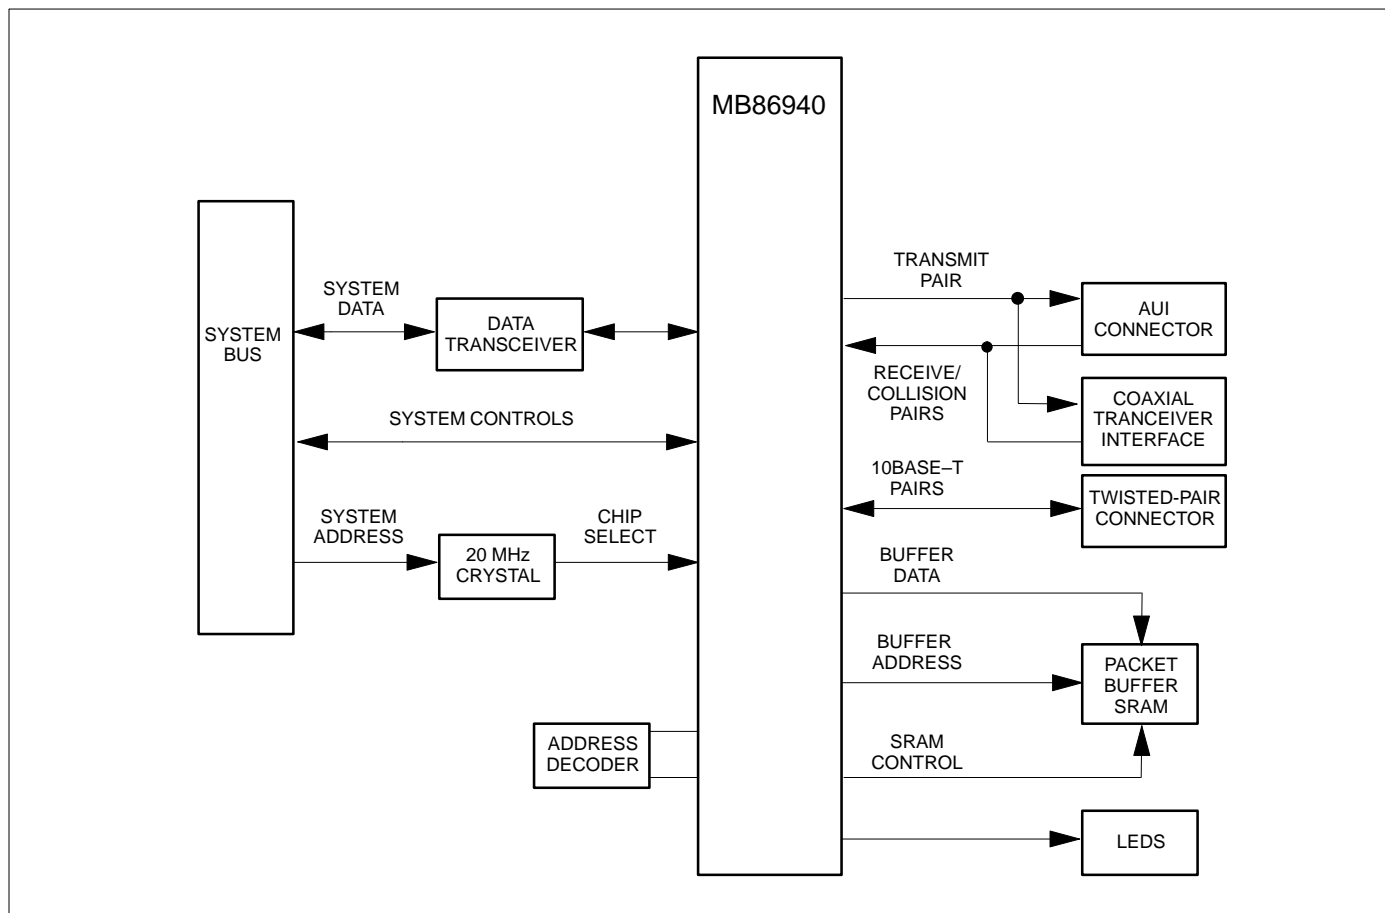 MB86940
SYSTEM
BUS
SYSTEM
DATA
DATA
TRANSCEIVER
SYSTEM CONTROLS
SYSTEM
ADDRESS
20 MHz
CRYSTAL
CHIP
SELECT
ADDRESS
DECODER
TRANSMIT
PAIR
AUI
CONNECTOR
RECEIVE/
COLLISION
PAIRS
COAXIAL
TRANCEIVER
INTERFACE
10BASE–T
PAIRS
TWISTED-PAIR
CONNECTOR
BUFFER
DATA
BUFFER
ADDRESS
PACKET
BUFFER
SRAM
SRAM
CONTROL
LEDS